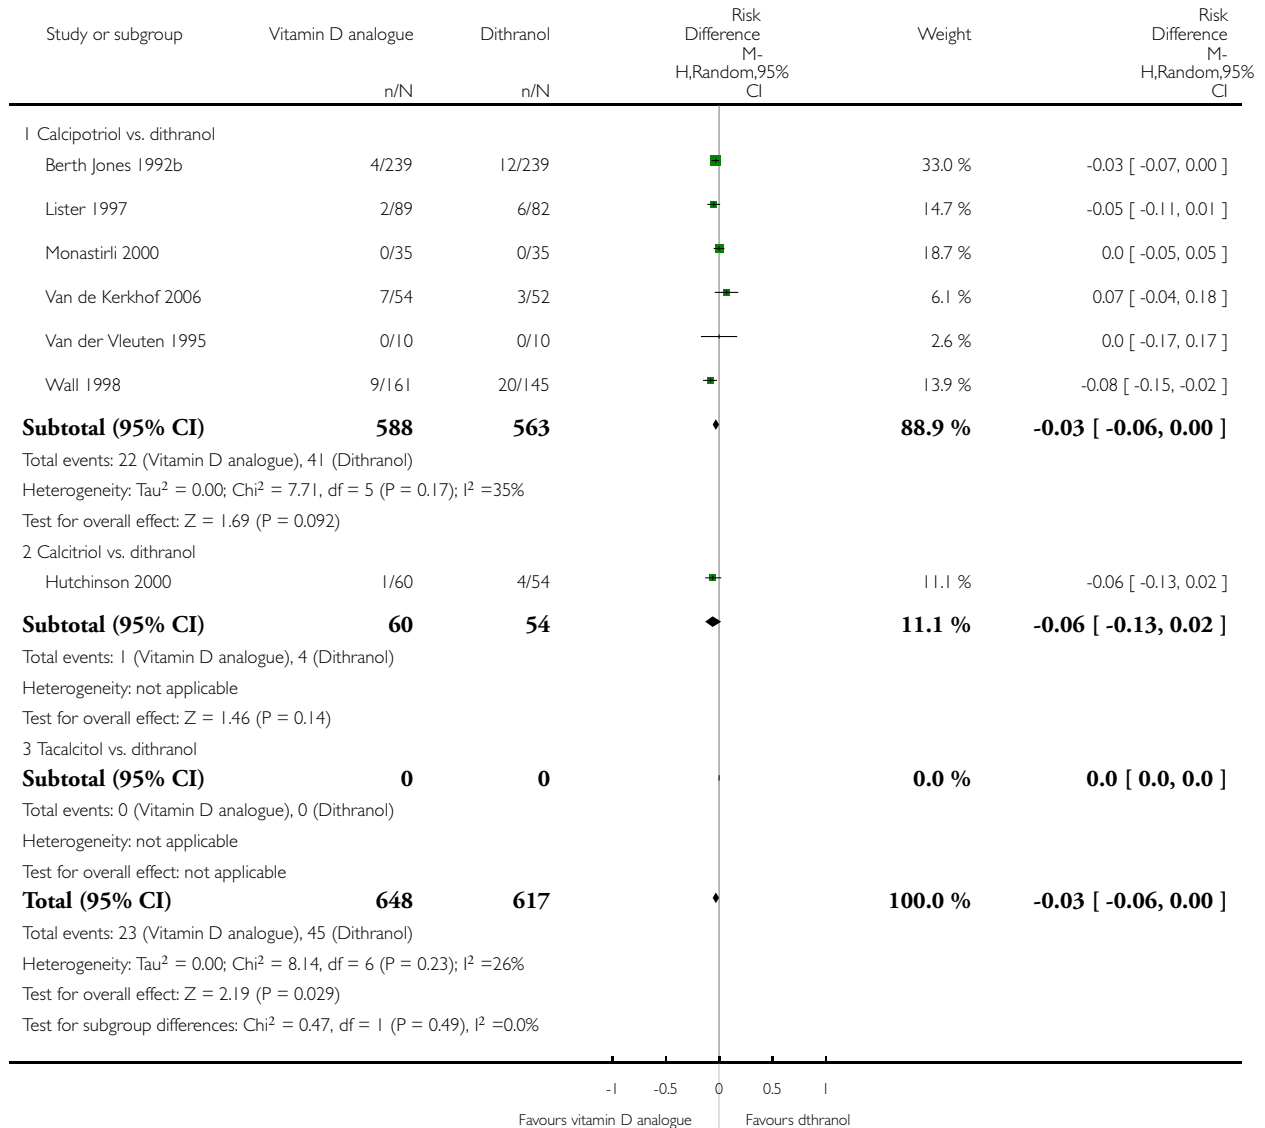 Study or subgroup Vitamin D analogue Dithranol Risk Difference Weight Risk Difference
n/N n/N M-H,Random,95% CI M-H,Random,95% CI
1 Calcipotriol vs. dithranol
Berth Jones 1992b 4/239 12/239 33.0 % -0.03 [ -0.07, 0.00 ]
Lister 1997 2/89 6/82 14.7 % -0.05 [ -0.11, 0.01 ]
Monastirli 2000 0/35 0/35 18.7 % 0.0 [ -0.05, 0.05 ]
Van de Kerkhof 2006 7/54 3/52 6.1 % 0.07 [ -0.04, 0.18 ]
Van der Vleuten 1995 0/10 0/10 2.6 % 0.0 [ -0.17, 0.17 ]
Wall 1998 9/161 20/145 13.9 % -0.08 [ -0.15, -0.02 ]
Subtotal (95% CI) 588 563 88.9 % -0.03 [ -0.06, 0.00 ]
Total events: 22 (Vitamin D analogue), 41 (Dithranol)
Heterogeneity: Tau² = 0.00; Chi² = 7.71, df = 5 (P = 0.17); I² =35%
Test for overall effect: Z = 1.69 (P = 0.092)
2 Calcitriol vs. dithranol
Hutchinson 2000 1/60 4/54 11.1 % -0.06 [ -0.13, 0.02 ]
Subtotal (95% CI) 60 54 11.1 % -0.06 [ -0.13, 0.02 ]
Total events: 1 (Vitamin D analogue), 4 (Dithranol)
Heterogeneity: not applicable
Test for overall effect: Z = 1.46 (P = 0.14)
3 Tacalcitol vs. dithranol
Subtotal (95% CI) 0 0 0.0 % 0.0 [ 0.0, 0.0 ]
Total events: 0 (Vitamin D analogue), 0 (Dithranol)
Heterogeneity: not applicable
Test for overall effect: not applicable
Total (95% CI) 648 617 100.0 % -0.03 [ -0.06, 0.00 ]
Total events: 23 (Vitamin D analogue), 45 (Dithranol)
Heterogeneity: Tau² = 0.00; Chi² = 8.14, df = 6 (P = 0.23); I² =26%
Test for overall effect: Z = 2.19 (P = 0.029)
Test for subgroup differences: Chi² = 0.47, df = 1 (P = 0.49), I² =0.0%
-1 -0.5 0 0.5 1
Favours vitamin D analogue Favours dthranol